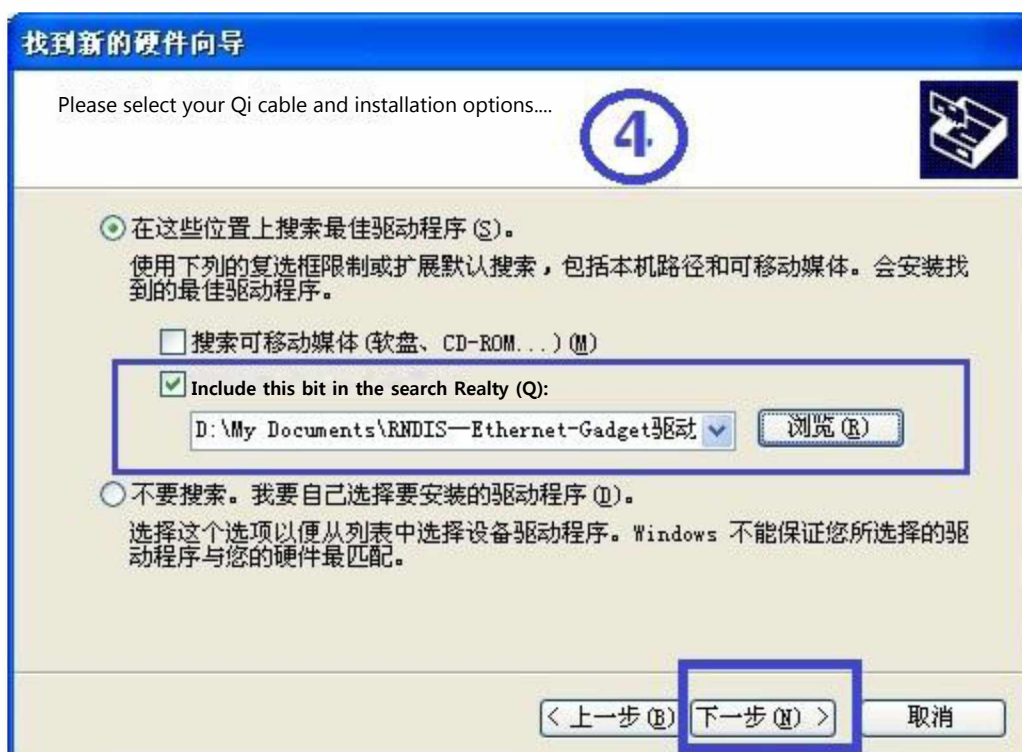 找到新的硬件向导
Please select your Qi cable and installation options....
4
在这些位置上搜索最佳驱动程序(S)。
使用下列的复选框限制或扩展默认搜索，包括本机路径和可移动媒体。会安装找
到的最佳驱动程序。
搜索可移动媒体(软盘、CD-ROM...)(M)
Include this bit in the search Realty (Q):
D:\My Documents\RNDIS—Ethernet-Gadget驱动
浏览(R)
不要搜索。我要自己选择要安装的驱动程序(D)。
选择这个选项以便从列表中选择设备驱动程序。Windows 不能保证您所选择的驱
动程序与您的硬件最匹配。
< 上一步(B)
下一步(N) >
取消